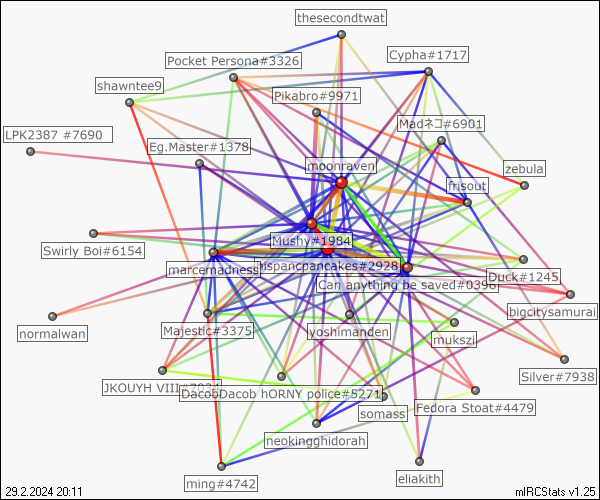 thesecondtwat
Cypha#1717
Pocket Persona#3326
shawntee9
Pikabro#9971
Madネコ#6901
LPK2387 #7690
Eg.Master#1378
moonraven
zebula
frisout
Mushy#1984
Swirly Boi#6154
marcemadness
dispancpancakes#2928
Duck#1245
Can anything be saved#0396
bigcitysamurai
normalwan
Majestic#3375
yoshimanden
mukszi
Silver#7938
JKOUYH VIII#7037
DacobDacob hORNY police#5271
somass
Fedora Stoat#4479
neokingghidorah
eliakith
ming#4742
29.2.2024 20:11
mIRCStats v1.25